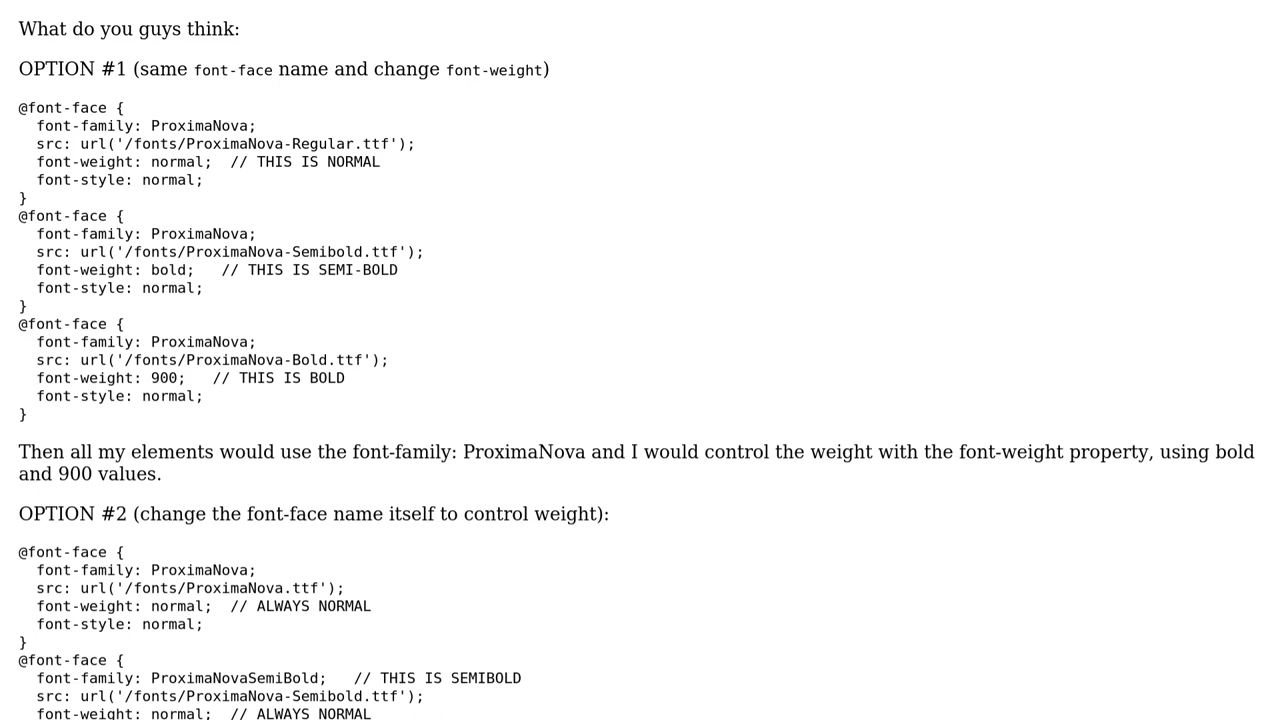 What do you guys think:
OPTION #1 (same font-face name and change font-weight)
@font-face {
  font-family: ProximaNova;
  src: url('/fonts/ProximaNova-Regular.ttf');
  font-weight: normal;  // THIS IS NORMAL
  font-style: normal;
}
@font-face {
  font-family: ProximaNova;
  src: url('/fonts/ProximaNova-Semibold.ttf');
  font-weight: bold;   // THIS IS SEMI-BOLD
  font-style: normal;
}
@font-face {
  font-family: ProximaNova;
  src: url('/fonts/ProximaNova-Bold.ttf');
  font-weight: 900;   // THIS IS BOLD
  font-style: normal;
}
Then all my elements would use the font-family: ProximaNova and I would control the weight with the font-weight property, using bold
and 900 values.
OPTION #2 (change the font-face name itself to control weight):
@font-face {
  font-family: ProximaNova;
  src: url('/fonts/ProximaNova.ttf');
  font-weight: normal;  // ALWAYS NORMAL
  font-style: normal;
}
@font-face {
  font-family: ProximaNovaSemiBold;   // THIS IS SEMIBOLD
  src: url('/fonts/ProximaNova-Semibold.ttf');
  font-weight: normal;  // ALWAYS NORMAL